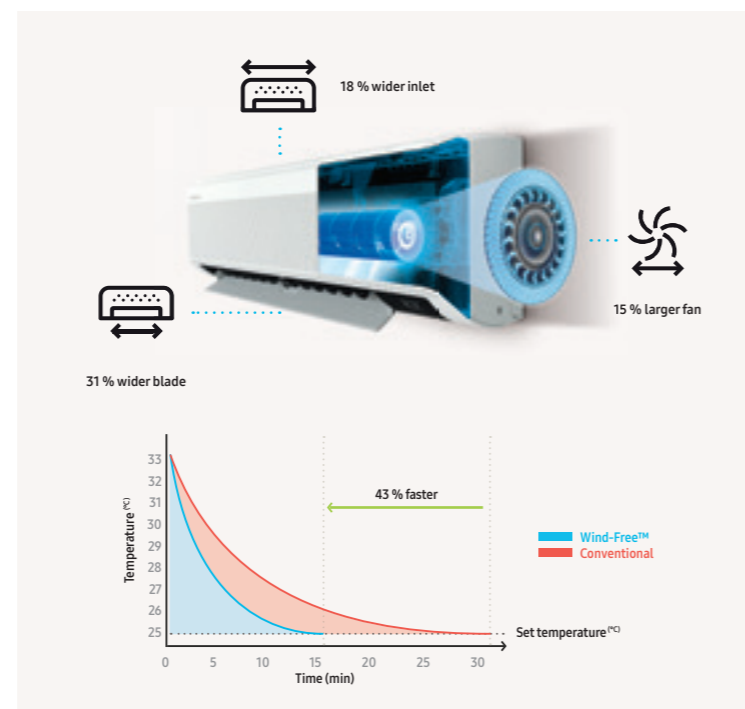 18 % wider inlet
15 % larger fan
31 % wider blade
43 % faster
Wind-Free™
Conventional
Temperature (°C)
33
32
31
30
29
28
27
26
25
Set temperature (°C)
0 5 10 15 20 25 30
Time (min)